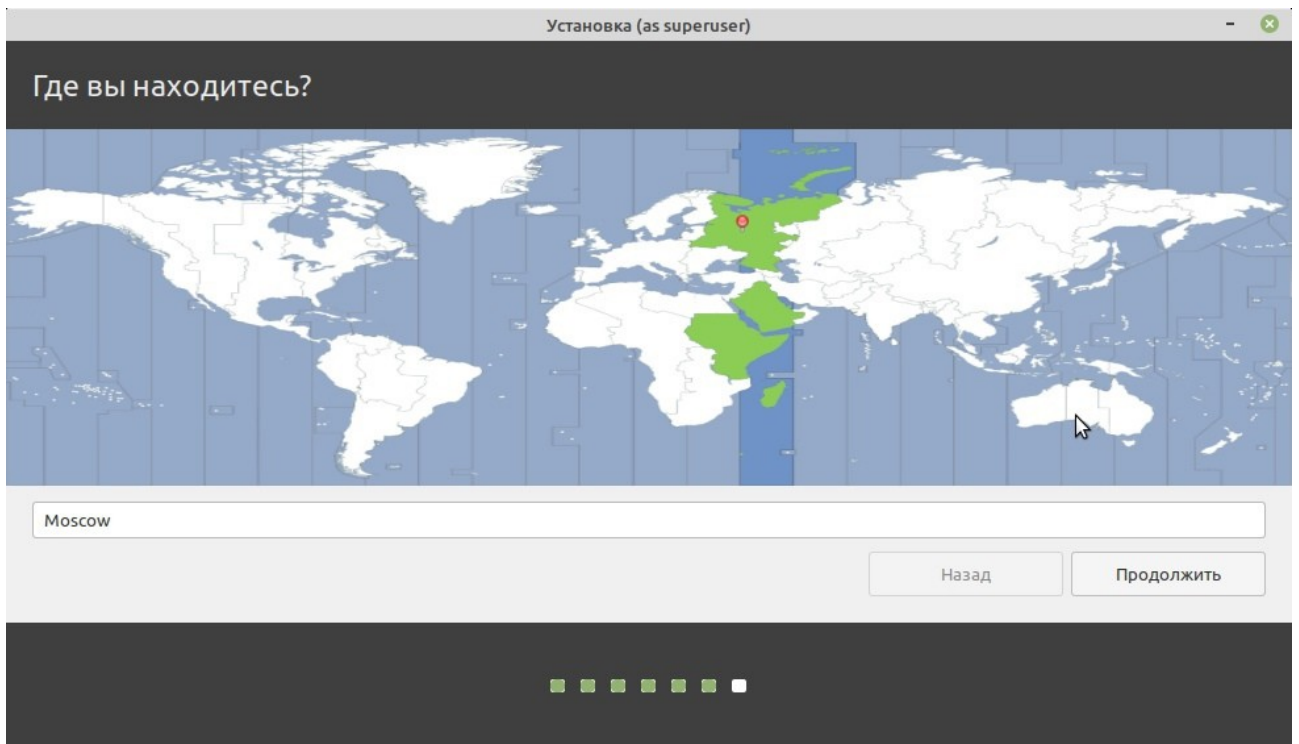 Установка (as superuser)
Где вы находитесь?
Moscow
Назад
Продолжить